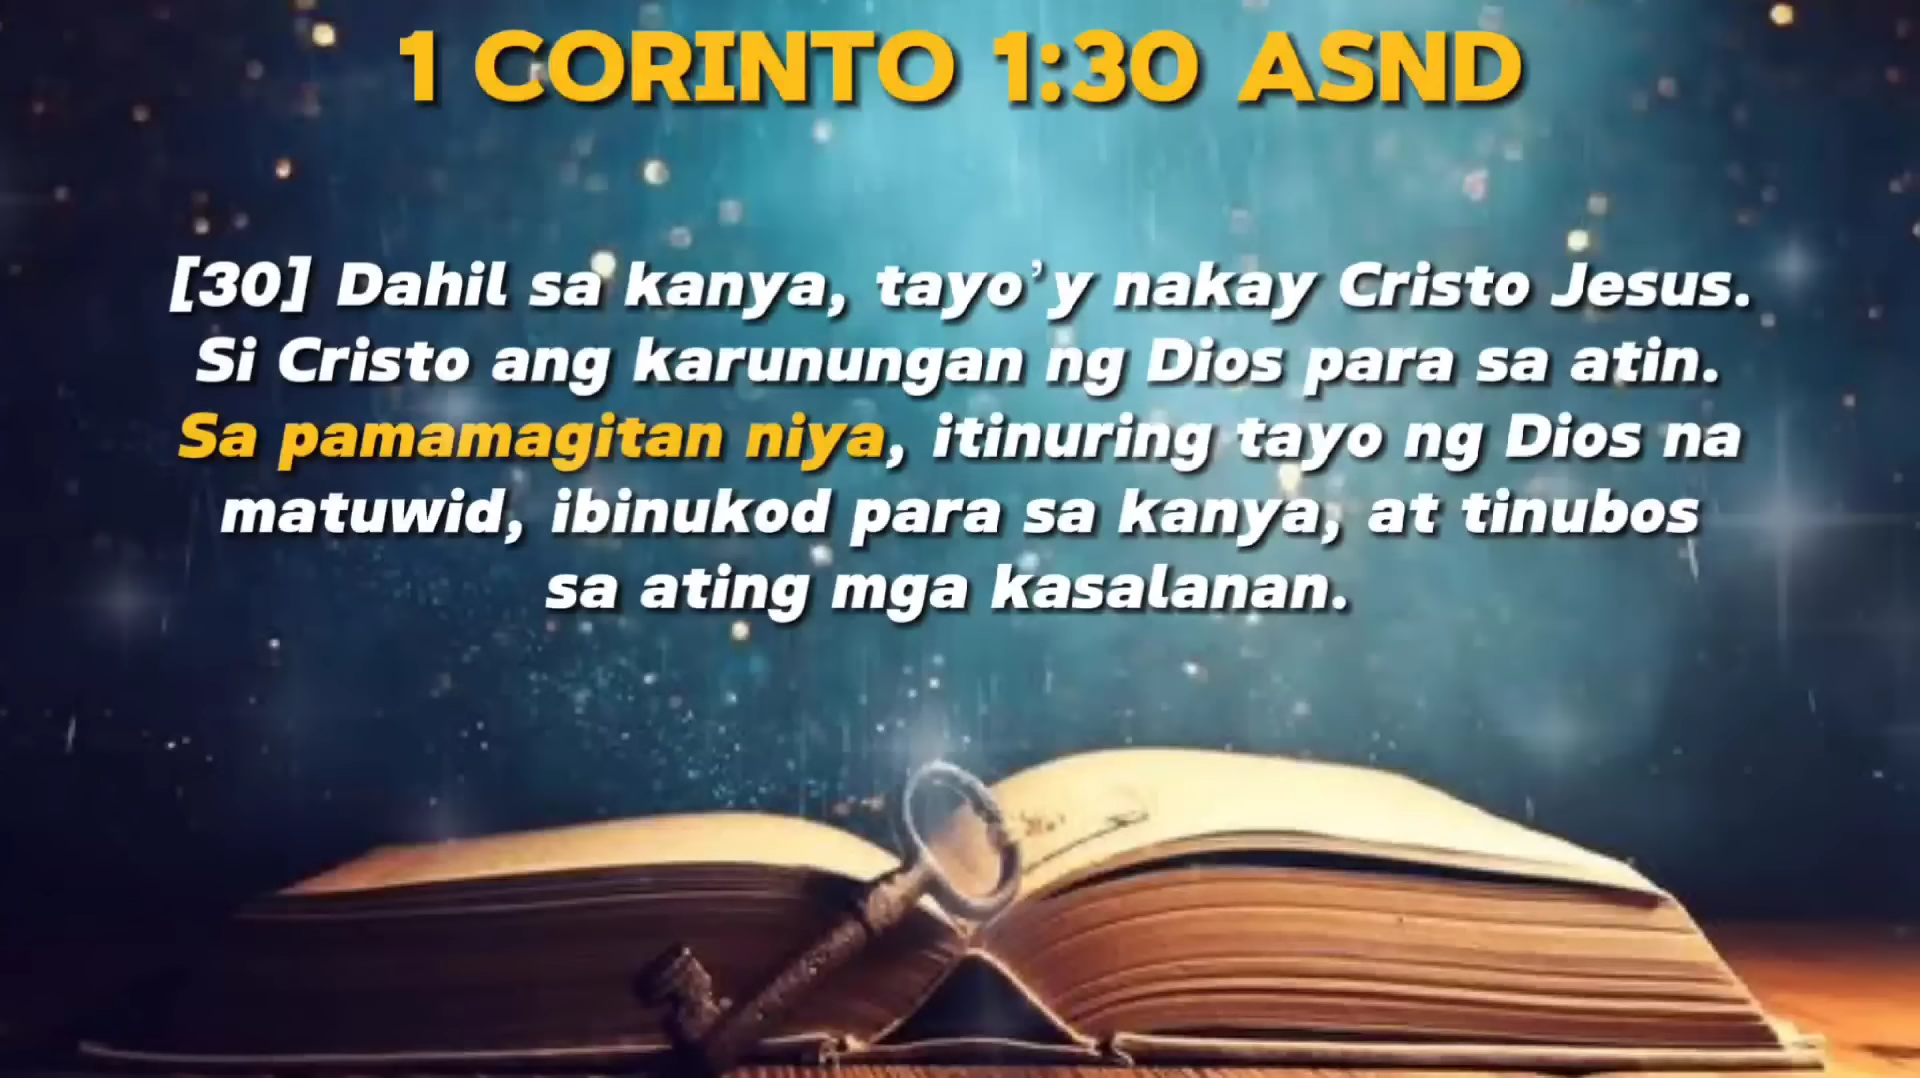 1 CORINTO 1:30 ASND
[30] Dahil sa kanya, tayo’y nakay Cristo Jesus.
Si Cristo ang karunungan ng Dios para sa atin.
Sa pamamagitan niya, itinuring tayo ng Dios na
matuwid, ibinukod para sa kanya, at tinubos
sa ating mga kasalanan.